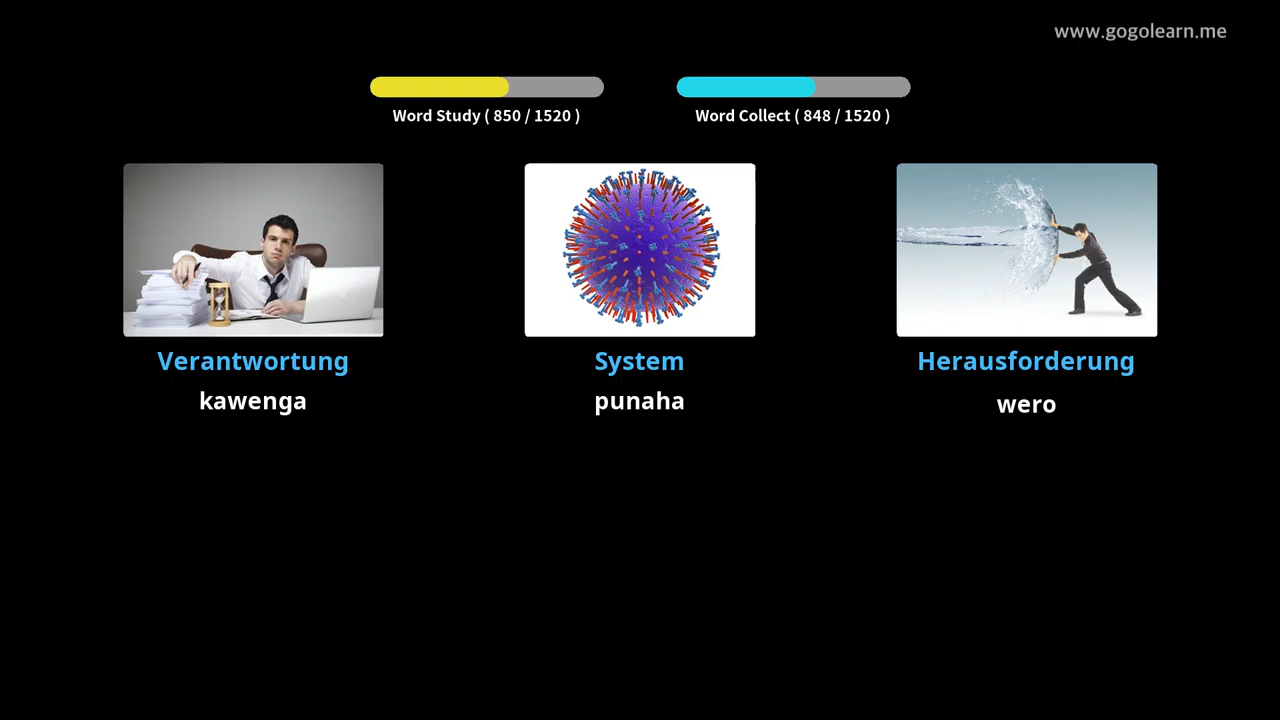 www.gogolearn.me
Word Study ( 850 / 1520 )
Word Collect ( 848 / 1520 )
Verantwortung
System
Herausforderung
kawenga
punaha
wero